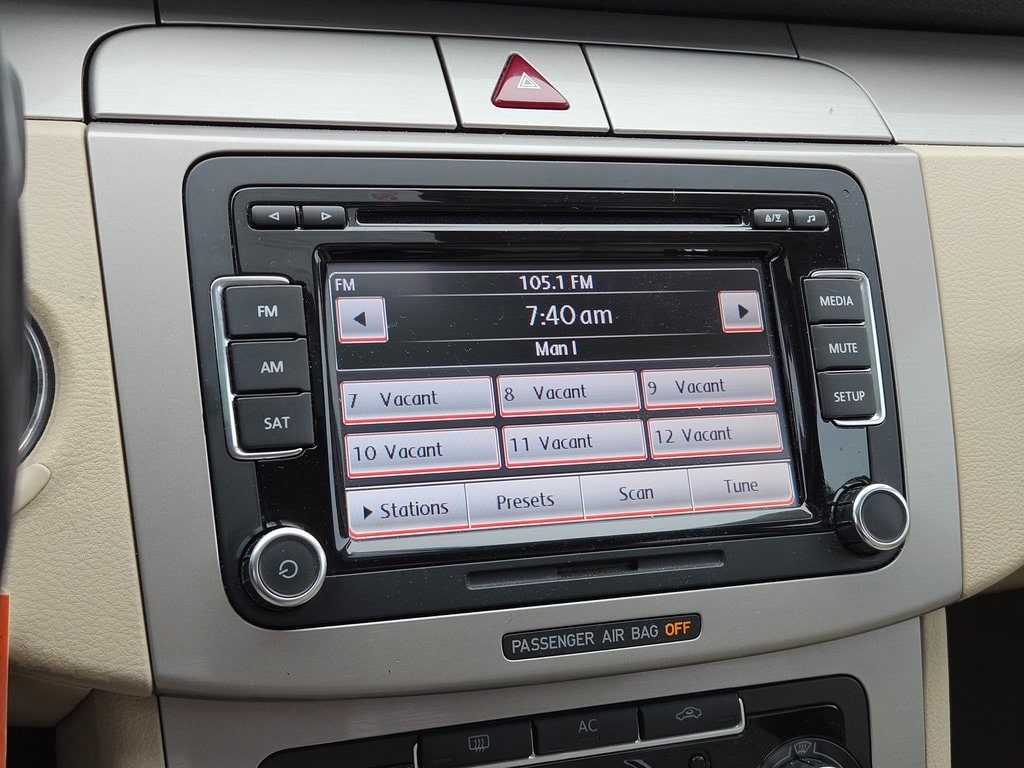 FM 105.1 FM
7:40 am
Man I
7 Vacant 8 Vacant 9 Vacant
10 Vacant 11 Vacant 12 Vacant
Stations Presets Scan Tune
FM
AM
SAT
MEDIA
MUTE
SETUP
PASSENGER AIR BAG OFF
AC